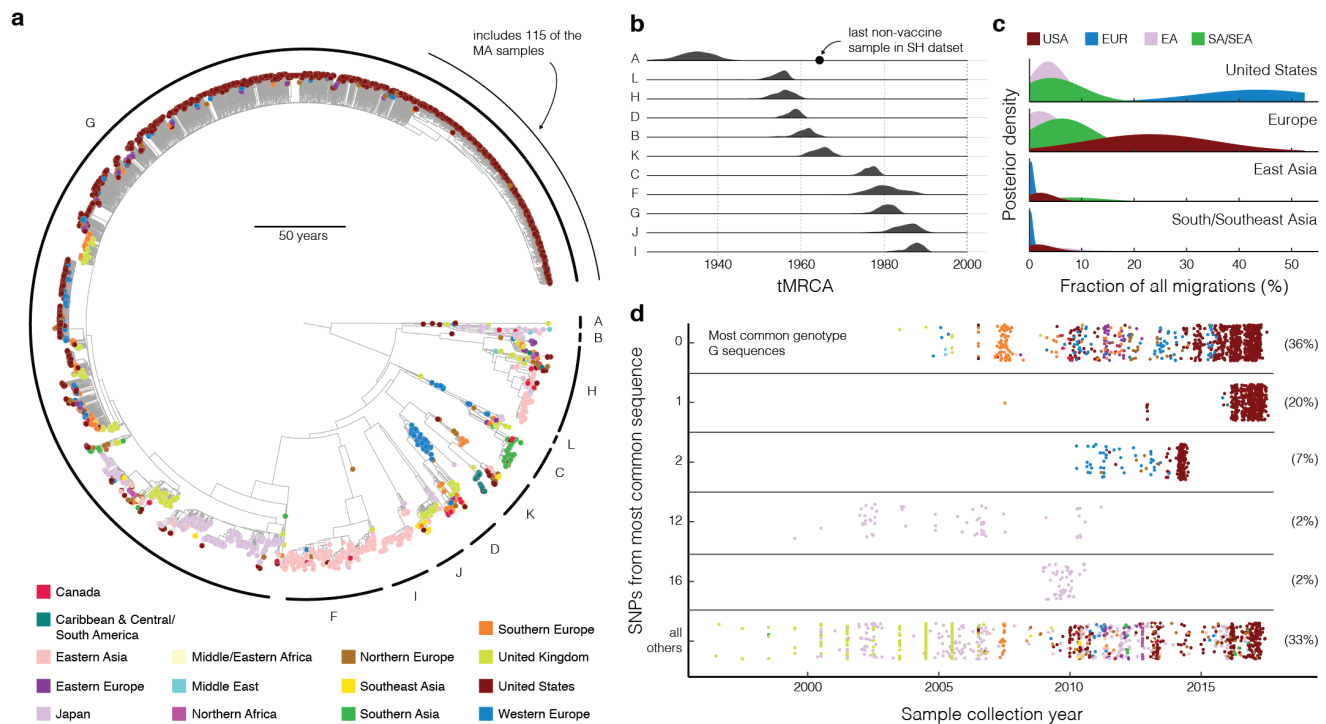 a
includes 115 of the
MA samples
G
50 years
A
B
H
L
C
K
D
J
I
F
Canada
Caribbean & Central/
South America
Eastern Asia
Eastern Europe
Japan
Middle/Eastern Africa
Middle East
Northern Africa
Northern Europe
Southeast Asia
Southern Asia
Southern Europe
United Kingdom
United States
Western Europe
b
last non-vaccine
sample in SH datset
A
L
H
D
B
K
C
F
G
J
I
1940 1960 1980 2000
tMRCA
c
USA EUR EA SA/SEA
Posterior density
United States
Europe
East Asia
South/Southeast Asia
0 10 20 30 40 50
Fraction of all migrations (%)
d
SNPs from most common sequence
Most common genotype
G sequences
0 (36%)
1 (20%)
2 (7%)
12 (2%)
16 (2%)
all
others (33%)
2000 2005 2010 2015
Sample collection year